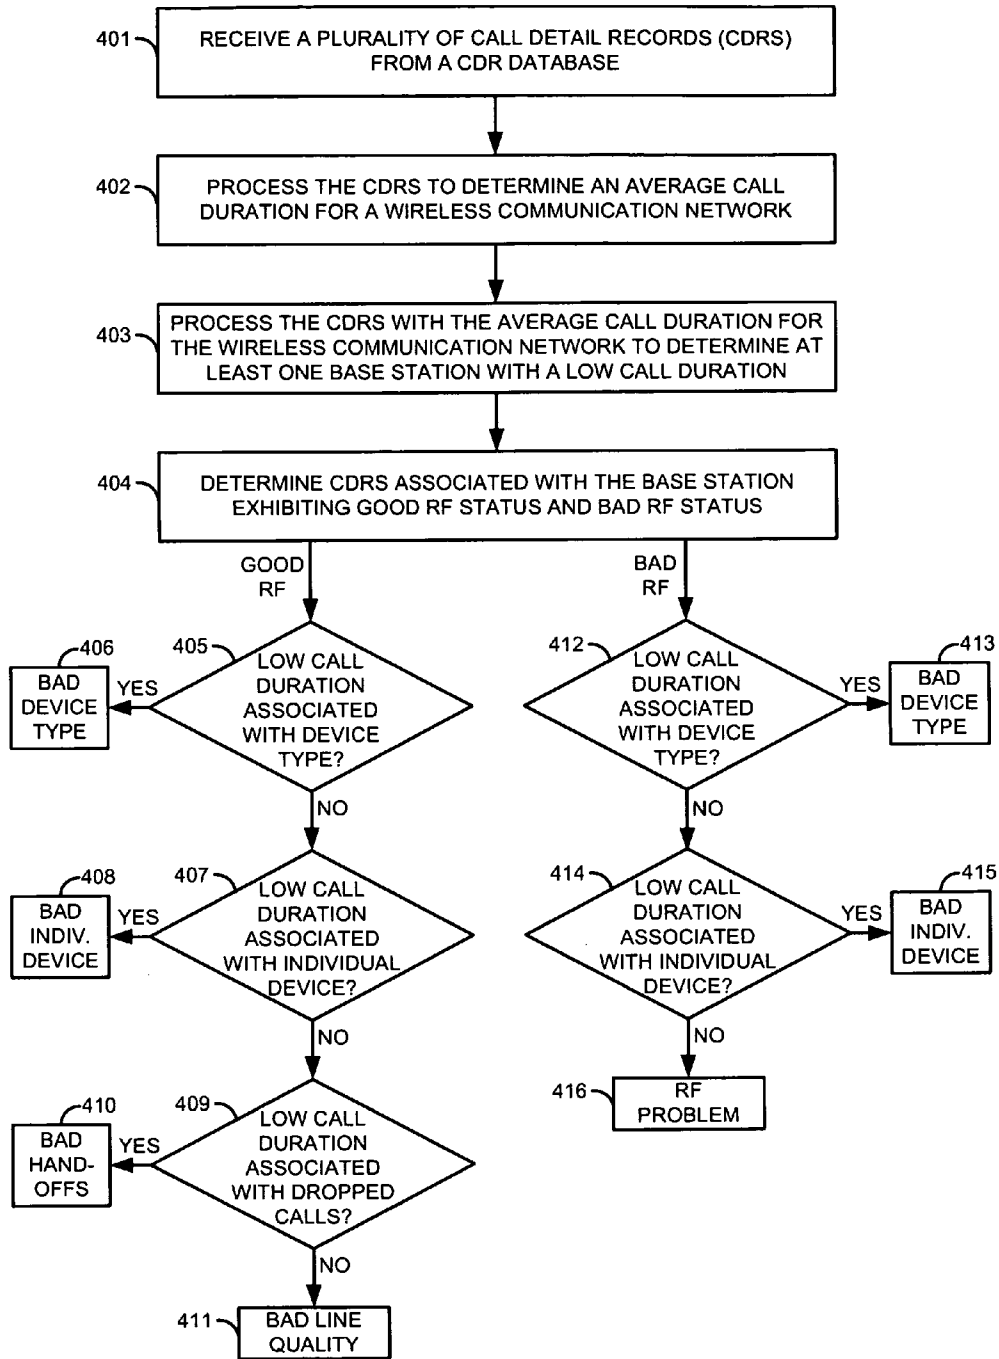 401
RECEIVE A PLURALITY OF CALL DETAIL RECORDS (CDRS)
FROM A CDR DATABASE
402
PROCESS THE CDRS TO DETERMINE AN AVERAGE CALL
DURATION FOR A WIRELESS COMMUNICATION NETWORK
403
PROCESS THE CDRS WITH THE AVERAGE CALL DURATION FOR
THE WIRELESS COMMUNICATION NETWORK TO DETERMINE AT
LEAST ONE BASE STATION WITH A LOW CALL DURATION
404
DETERMINE CDRS ASSOCIATED WITH THE BASE STATION
EXHIBITING GOOD RF STATUS AND BAD RF STATUS
GOOD
RF
BAD
RF
405
LOW CALL
DURATION
ASSOCIATED
WITH DEVICE
TYPE?
YES
406
BAD
DEVICE
TYPE
NO
407
LOW CALL
DURATION
ASSOCIATED
WITH INDIVIDUAL
DEVICE?
YES
408
BAD
INDIV.
DEVICE
NO
409
LOW CALL
DURATION
ASSOCIATED
WITH DROPPED
CALLS?
YES
410
BAD
HAND-
OFFS
NO
411
BAD LINE
QUALITY
412
LOW CALL
DURATION
ASSOCIATED
WITH DEVICE
TYPE?
YES
413
BAD
DEVICE
TYPE
NO
414
LOW CALL
DURATION
ASSOCIATED
WITH INDIVIDUAL
DEVICE?
YES
415
BAD
INDIV.
DEVICE
NO
416
RF
PROBLEM